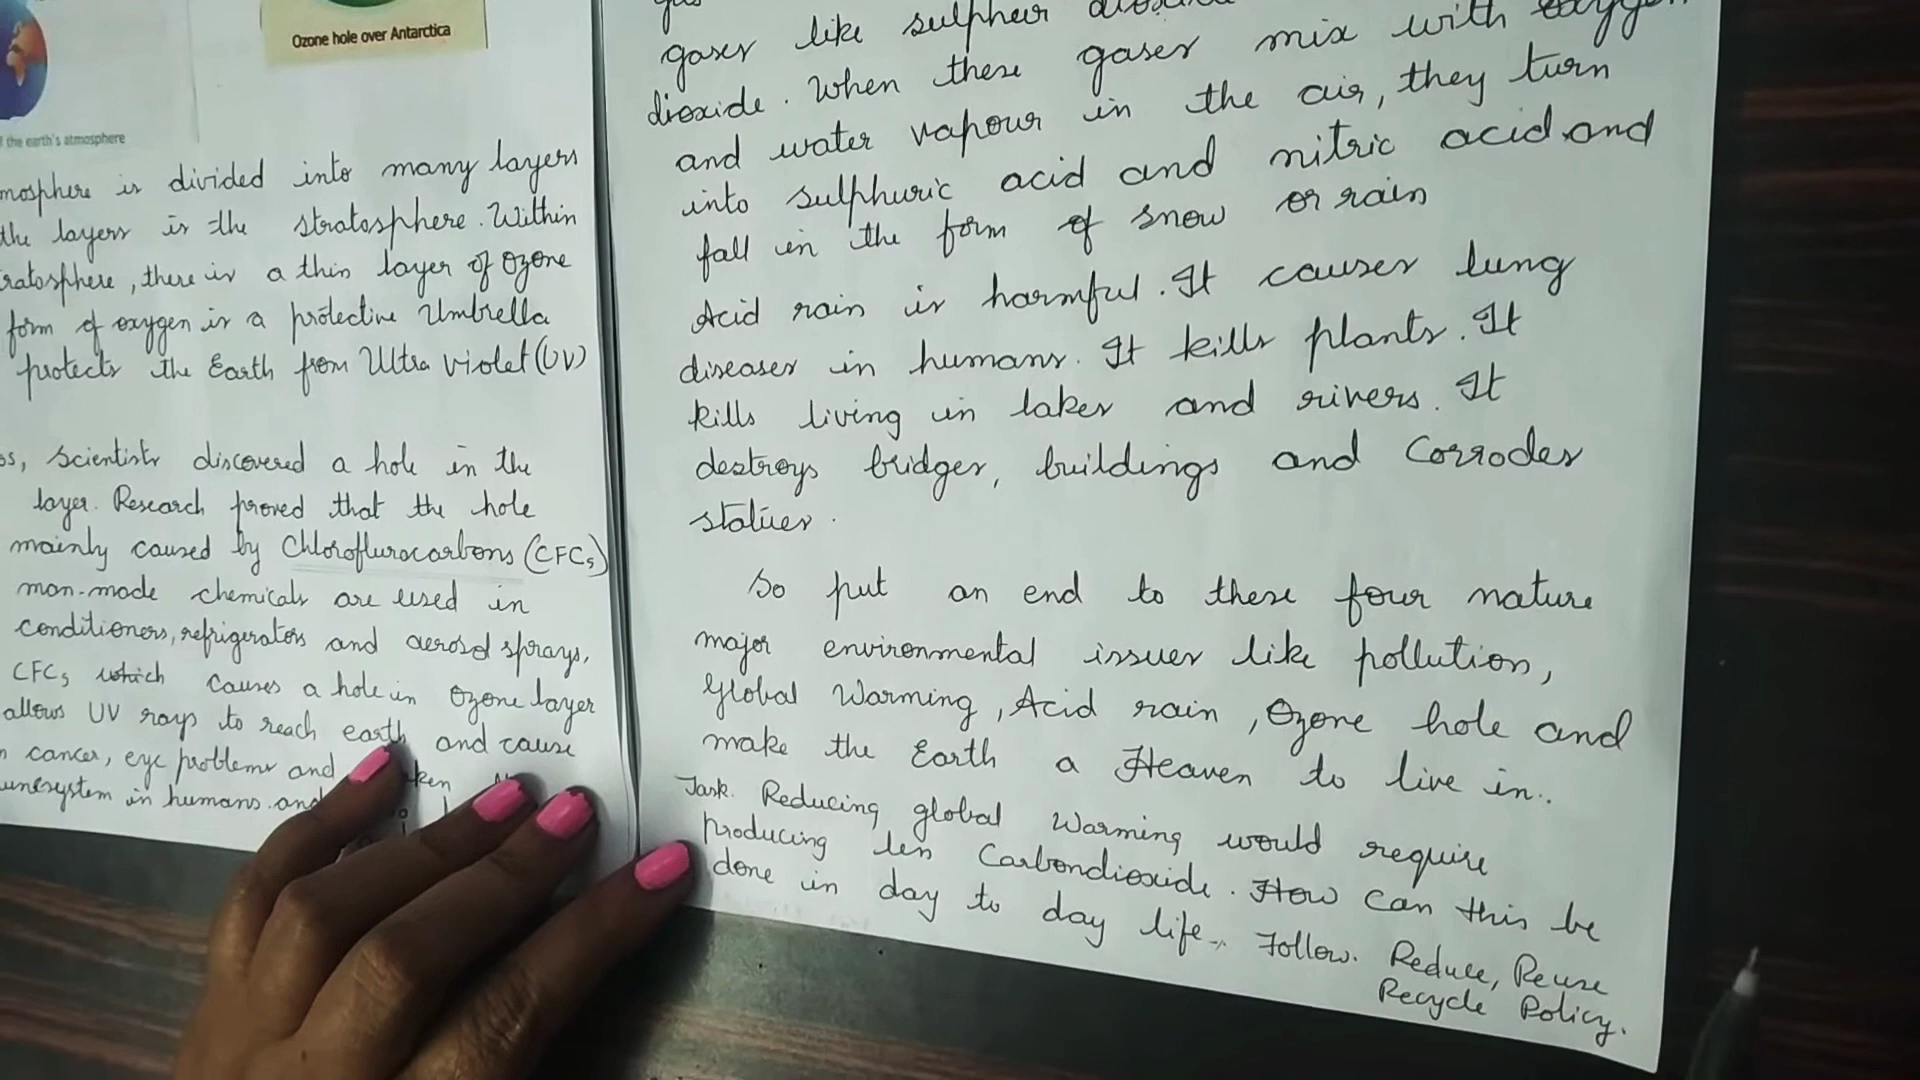 Ozone hole over Antarctica
the earth's atmosphere
is divided into many layers
the layers is the stratosphere. Within
there is a thin layer of Ozone
form of oxygen is a protective Umbrella
protects the Earth from Ultra Violet (UV)
scientists discovered a hole in the
layer. Research proved that the hole
mainly caused by Chloroflurocarbons (CFCs)
man-made chemicals are used in
conditioners, refrigerators and aerosol sprays,
CFCs which causes a hole in Ozone layer
allows UV rays to reach earth and cause
cancer, eye problems and
in humans. and
gases like sulpheur
dioxide. When these gases mix with oxygen
and water vapour in the air, they turn
into sulphuric acid and nitric acid and
fall in the form of snow or rain
Acid rain is harmful. It causes lung
diseases in humans. It kills plants. It
kills living in lakes and rivers. It
destroys bridges, buildings and Corrodes
statues.
So put an end to these four nature
major environmental issues like pollution,
Global Warming, Acid rain, Ozone hole and
make the Earth a Heaven to live in..
Task. Reducing global Warming would require
producing less Carbondioxide. How Can this be
done in day to day life.. Follow. Reduce, Reuse
Recycle Policy.